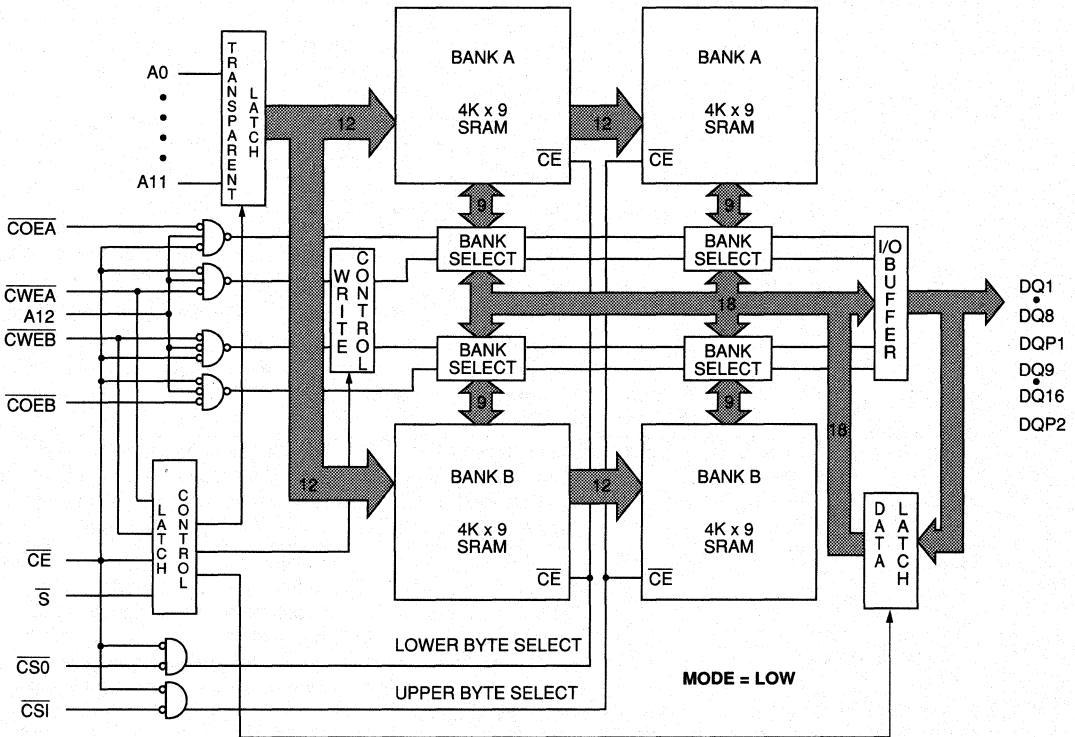 A0
A11
TRANSPARENT
LATCH
12
BANK A
4K x 9
SRAM
CE
12
BANK A
4K x 9
SRAM
CE
9
9
COEA
CWEA
A12
CWEB
COEB
BANK
SELECT
BANK
SELECT
WRITE
CONTROL
18
I/O
BUFFER
DQ1
DQ8
DQP1
DQ9
DQ16
DQP2
BANK
SELECT
BANK
SELECT
9
9
18
12
BANK B
4K x 9
SRAM
CE
12
BANK B
4K x 9
SRAM
CE
DATA
LATCH
LATCH
CONTROL
CE
S
CS0
CSI
LOWER BYTE SELECT
UPPER BYTE SELECT
MODE = LOW